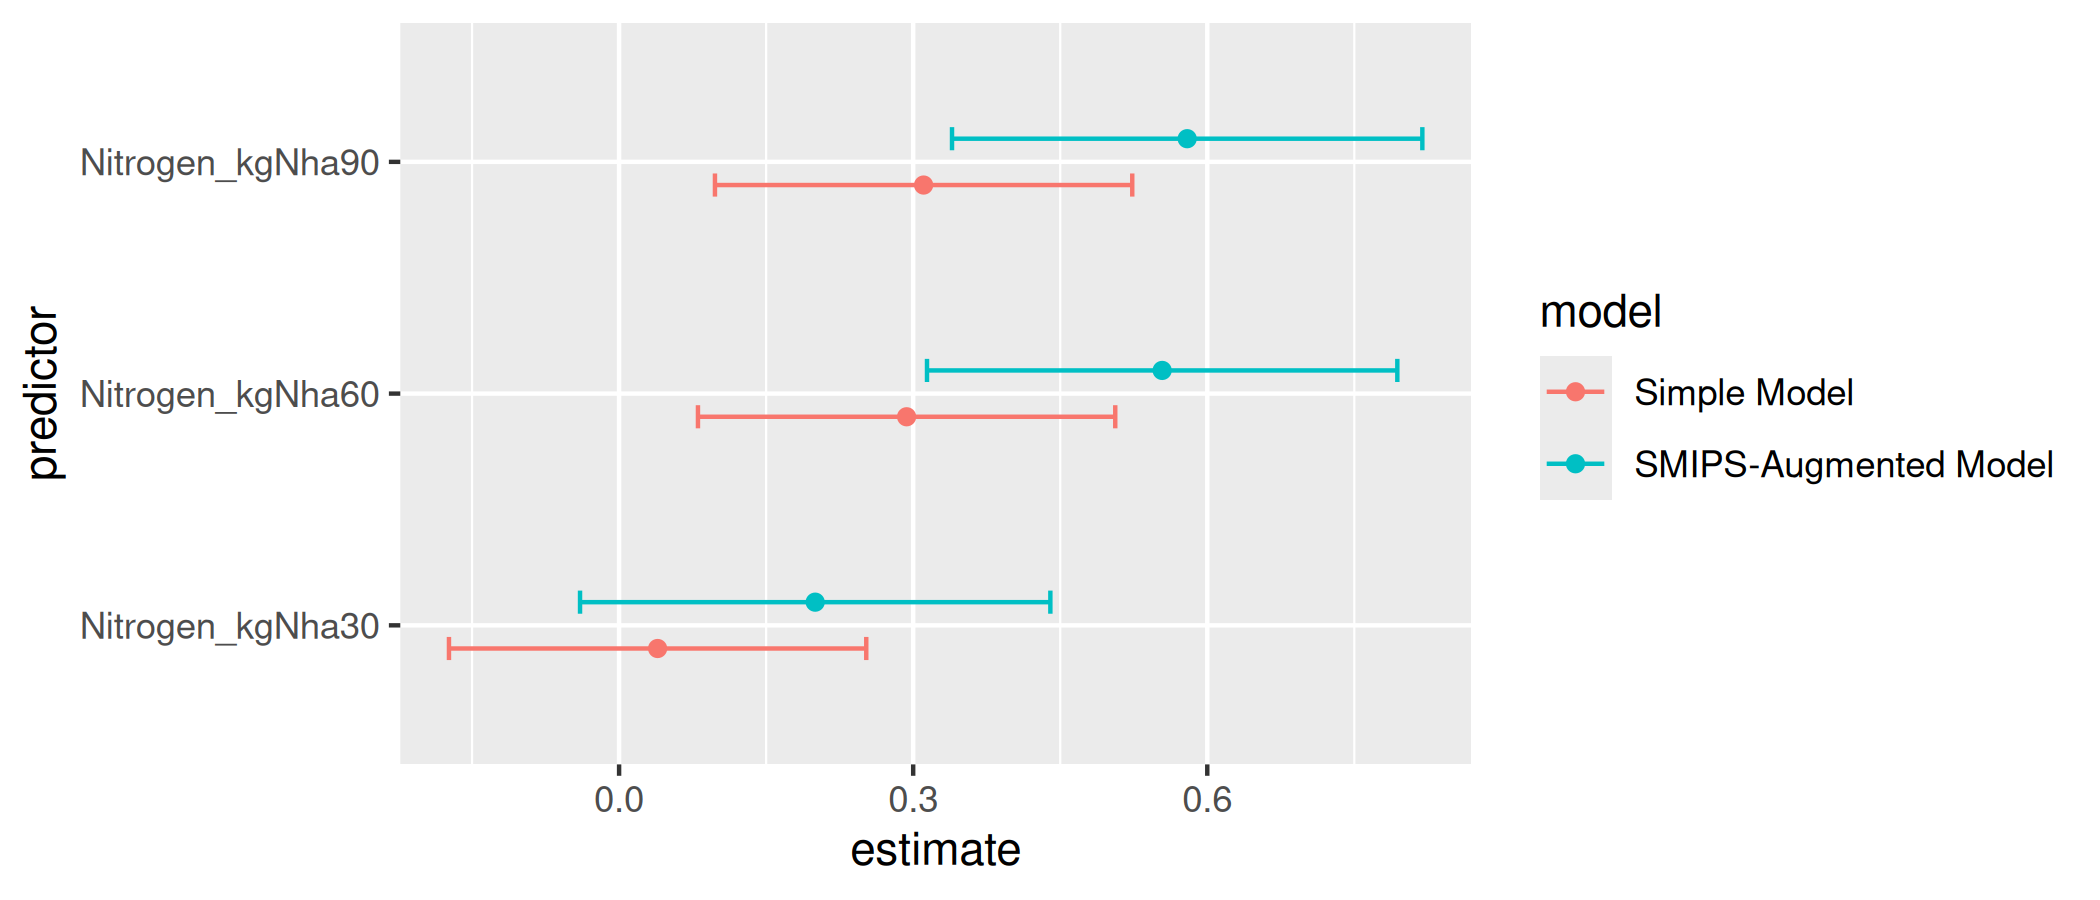 predictor
Nitrogen_kgNha90
Nitrogen_kgNha60
Nitrogen_kgNha30
0.0 0.3 0.6
estimate
model
Simple Model
SMIPS-Augmented Model